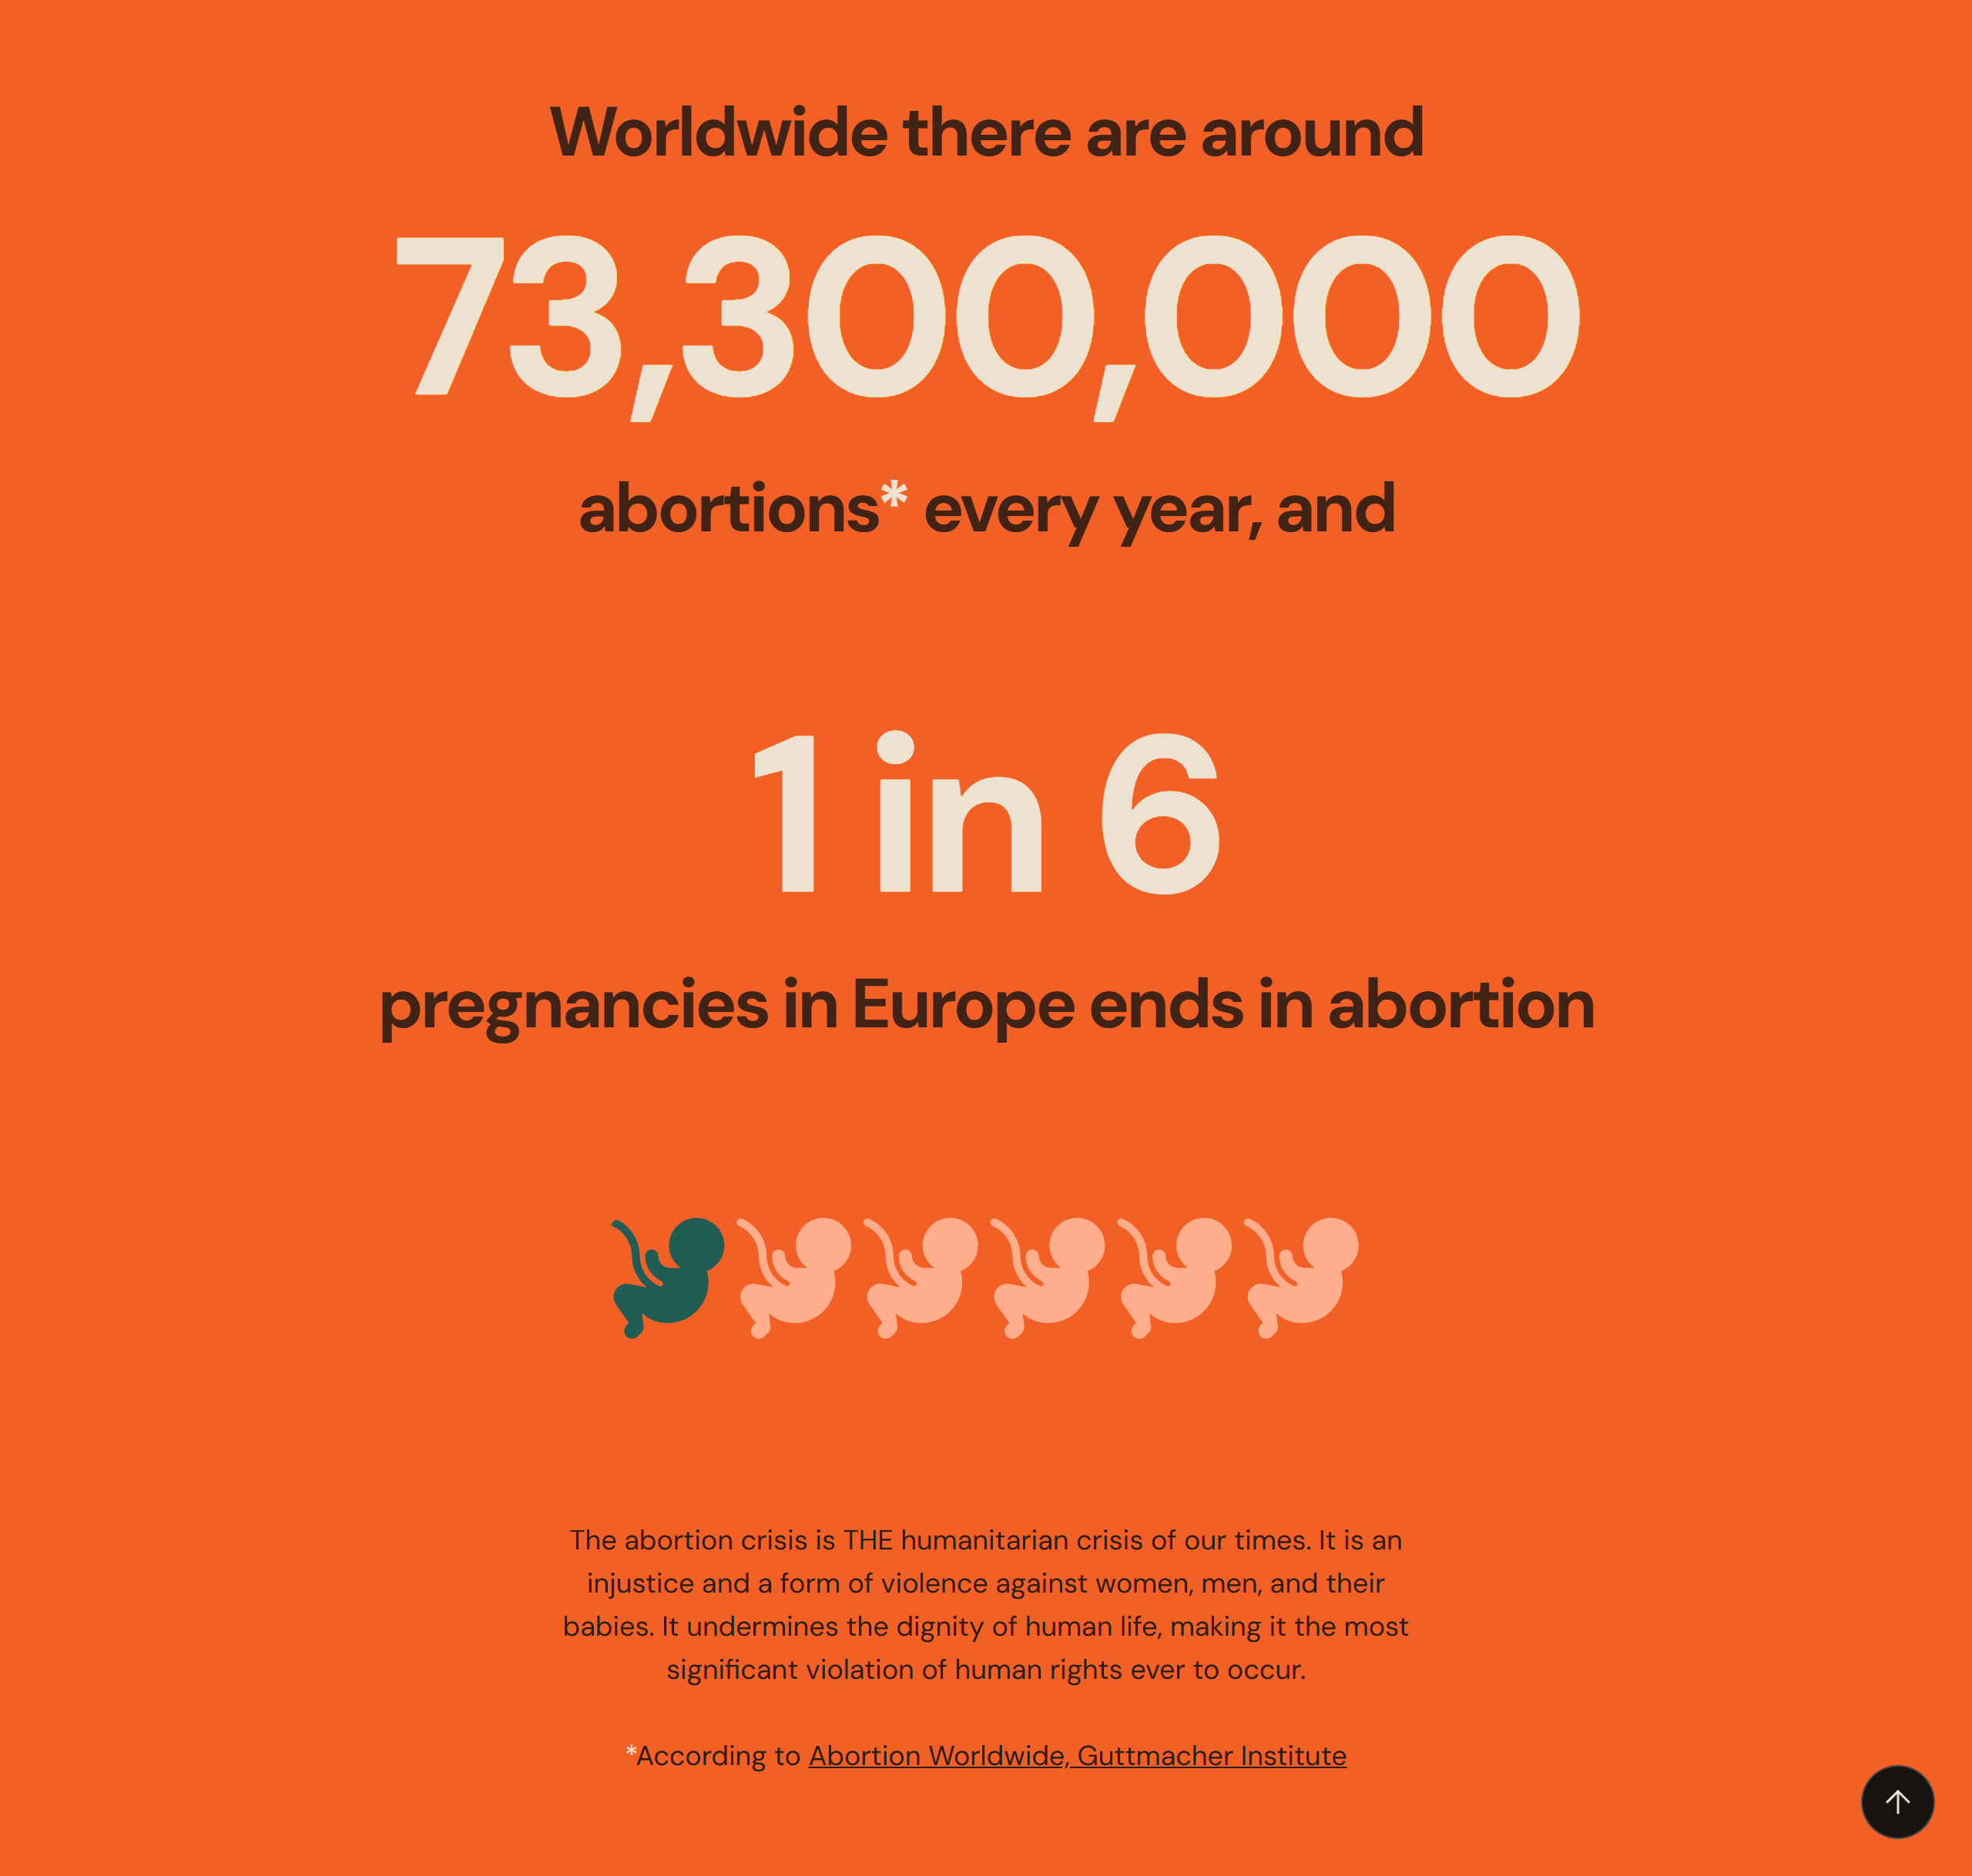 Worldwide there are around
73,300,000
abortions* every year, and
1 in 6
pregnancies in Europe ends in abortion
The abortion crisis is THE humanitarian crisis of our times. It is an
injustice and a form of violence against women, men, and their
babies. It undermines the dignity of human life, making it the most
significant violation of human rights ever to occur.
*According to Abortion Worldwide, Guttmacher Institute